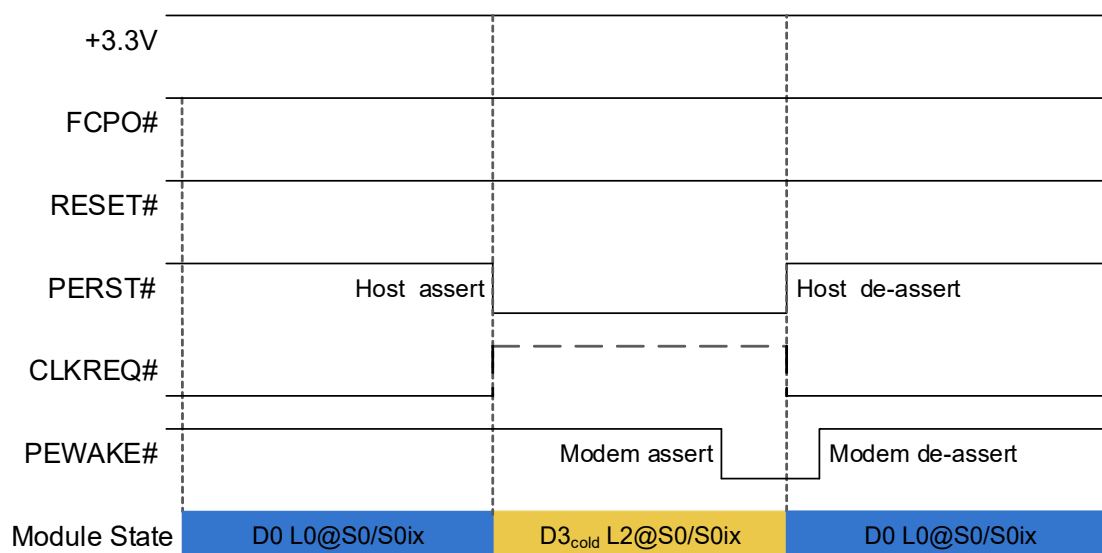 +3.3V
FCPO#
RESET#
PERST# Host assert Host de-assert
CLKREQ#
PEWAKE# Modem assert Modem de-assert
Module State D0 L0@S0/S0ix D3cold L2@S0/S0ix D0 L0@S0/S0ix